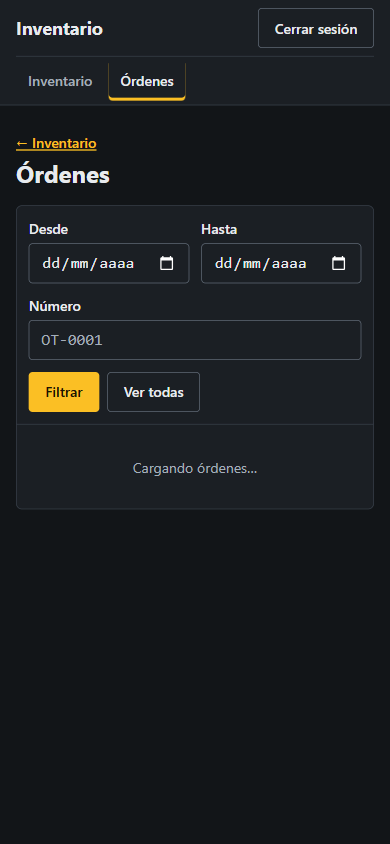 Inventario
Cerrar sesión
Inventario
Órdenes
← Inventario
Órdenes
Desde
Hasta
dd/mm/aaaa
dd/mm/aaaa
Número
OT-0001
Filtrar
Ver todas
Cargando órdenes...